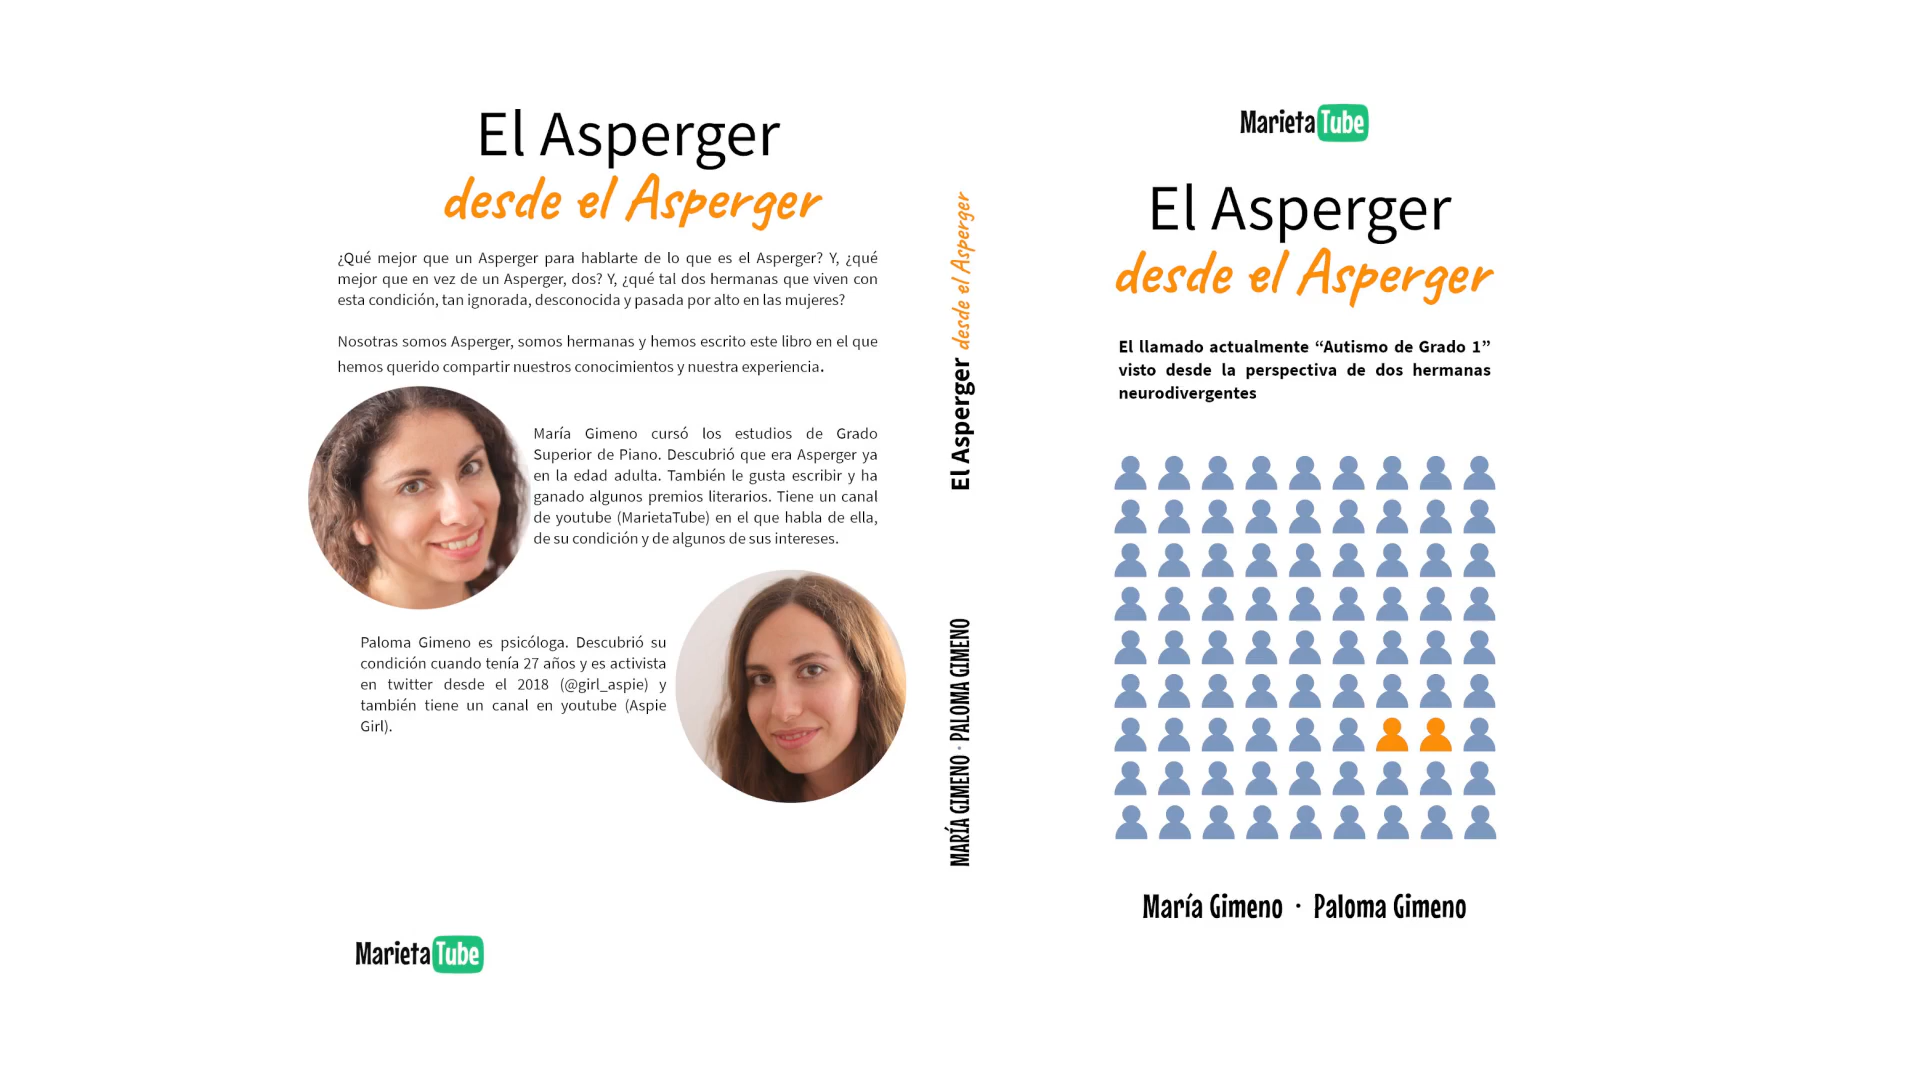 El Asperger
desde el Asperger
¿Qué mejor que un Asperger para hablarte de lo que es el Asperger? Y, ¿qué
mejor que en vez de un Asperger, dos? Y, ¿qué tal dos hermanas que viven con
esta condición, tan ignorada, desconocida y pasada por alto en las mujeres?
Nosotras somos Asperger, somos hermanas y hemos escrito este libro en el que
hemos querido compartir nuestros conocimientos y nuestra experiencia.
María Gimeno cursó los estudios de Grado
Superior de Piano. Descubrió que era Asperger ya
en la edad adulta. También le gusta escribir y ha
ganado algunos premios literarios. Tiene un canal
de youtube (MarietaTube) en el que habla de ella,
de su condición y de algunos de sus intereses.
Paloma Gimeno es psicóloga. Descubrió su
condición cuando tenía 27 años y es activista
en twitter desde el 2018 (@girl_aspie) y
también tiene un canal en youtube (Aspie
Girl).
MarietaTube
El Asperger desde el Asperger
MARÍA GIMENO · PALOMA GIMENO
MarietaTube
El Asperger
desde el Asperger
El llamado actualmente “Autismo de Grado 1”
visto desde la perspectiva de dos hermanas
neurodivergentes
María Gimeno · Paloma Gimeno